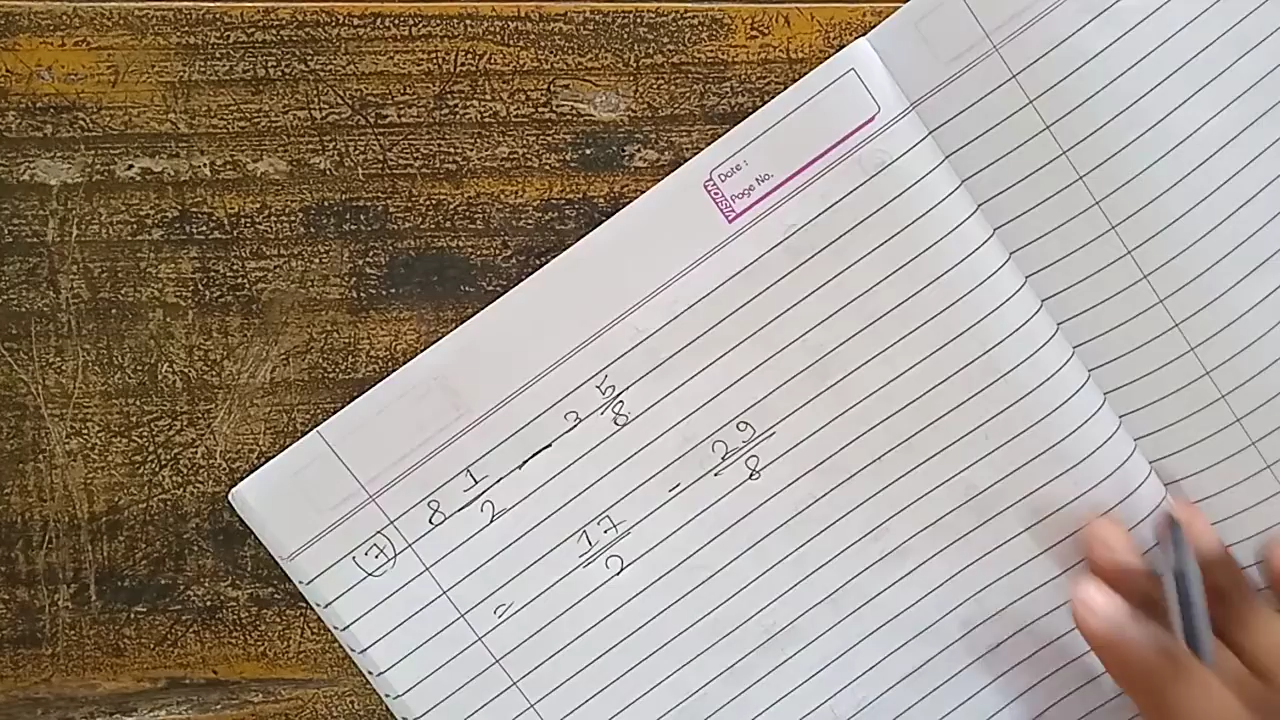 Date :
Page No.
VISION
(7) 8 1/2 - 3 5/8
= 17/2 - 29/8